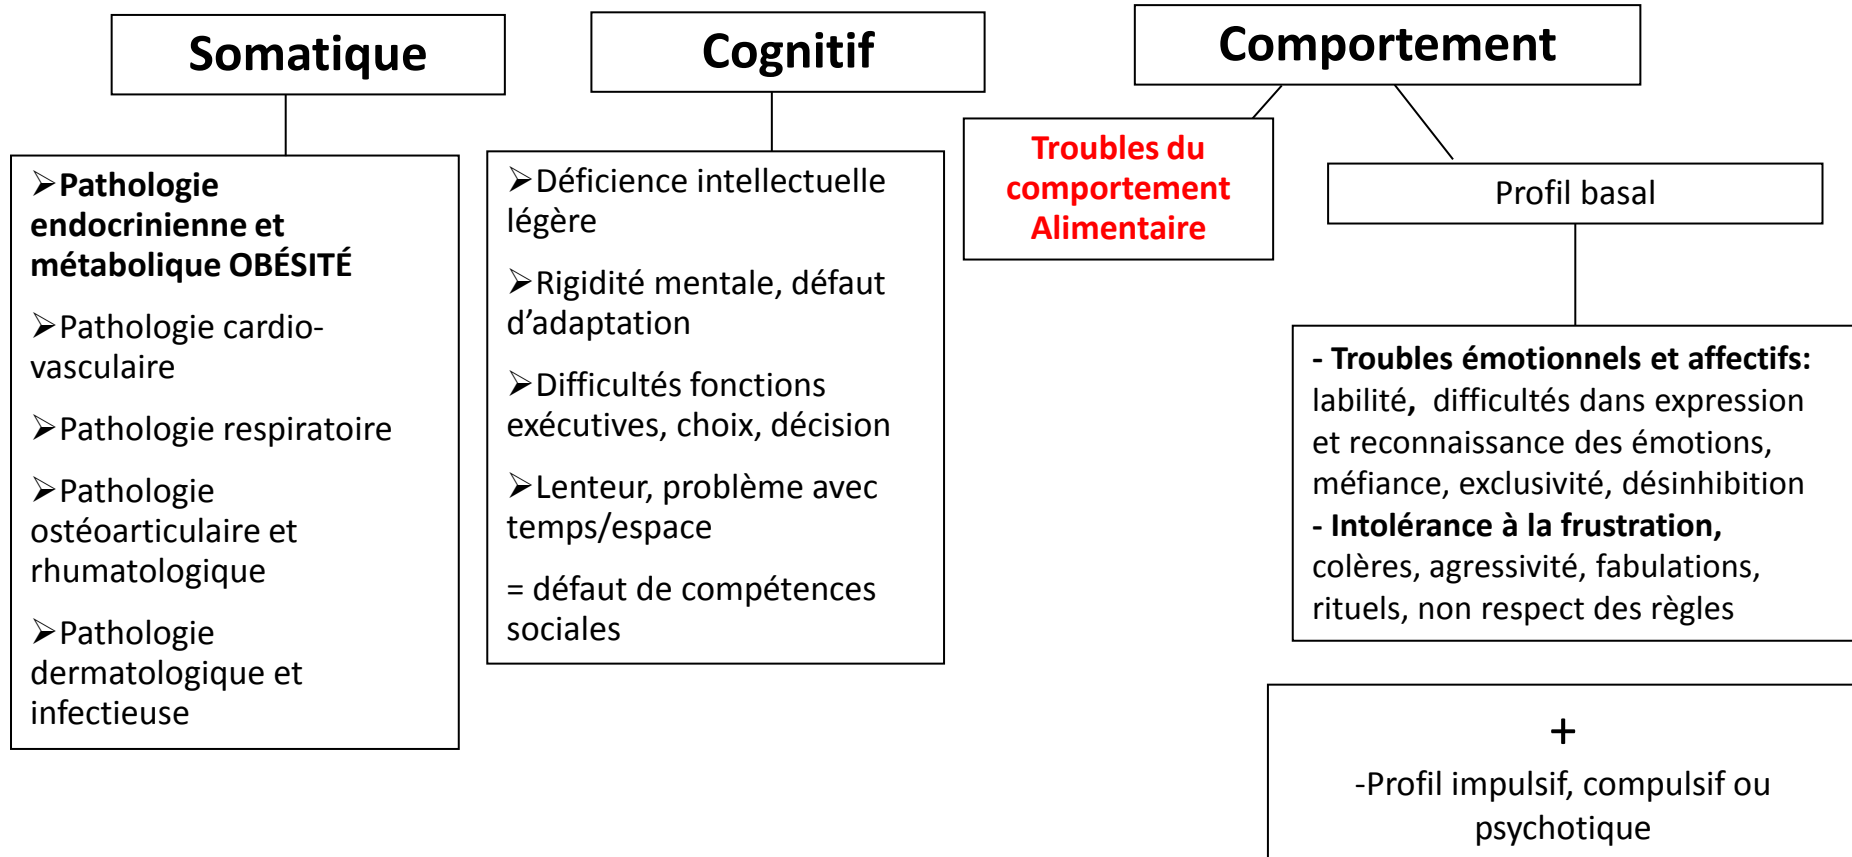 Somatique
➢Pathologie
endocrinienne et
métabolique OBÉSITÉ
➢Pathologie cardio-
vasculaire
➢Pathologie respiratoire
➢Pathologie
ostéoarticulaire et
rhumatologique
➢Pathologie
dermatologique et
infectieuse
Cognitif
➢Déficience intellectuelle
légère
➢Rigidité mentale, défaut
d’adaptation
➢Difficultés fonctions
exécutives, choix, décision
➢Lenteur, problème avec
temps/espace
= défaut de compétences
sociales
Comportement
Troubles du
comportement
Alimentaire
Profil basal
- Troubles émotionnels et affectifs:
labilité, difficultés dans expression
et reconnaissance des émotions,
méfiance, exclusivité, désinhibition
- Intolérance à la frustration,
colères, agressivité, fabulations,
rituels, non respect des règles
+
-Profil impulsif, compulsif ou
psychotique